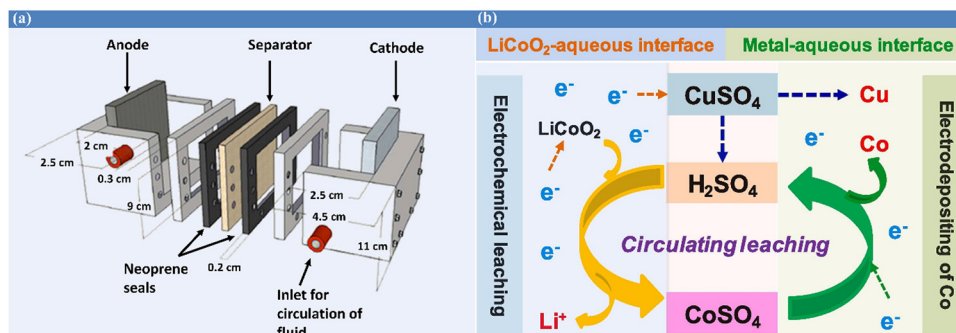 (a)
Anode
Separator
Cathode
2 cm
2.5 cm
0.3 cm
9 cm
2.5 cm
4.5 cm
11 cm
Neoprene
seals
0.2 cm
Inlet for
circulation of
fluid
(b)
LiCoO₂-aqueous interface
Metal-aqueous interface
Electrochemical leaching
e⁻
e⁻
CuSO₄
Cu
LiCoO₂
e⁻
e⁻
Co
e⁻
H₂SO₄
e⁻
Circulating leaching
e⁻
Li⁺
CoSO₄
e⁻
Electrodepositing of Co